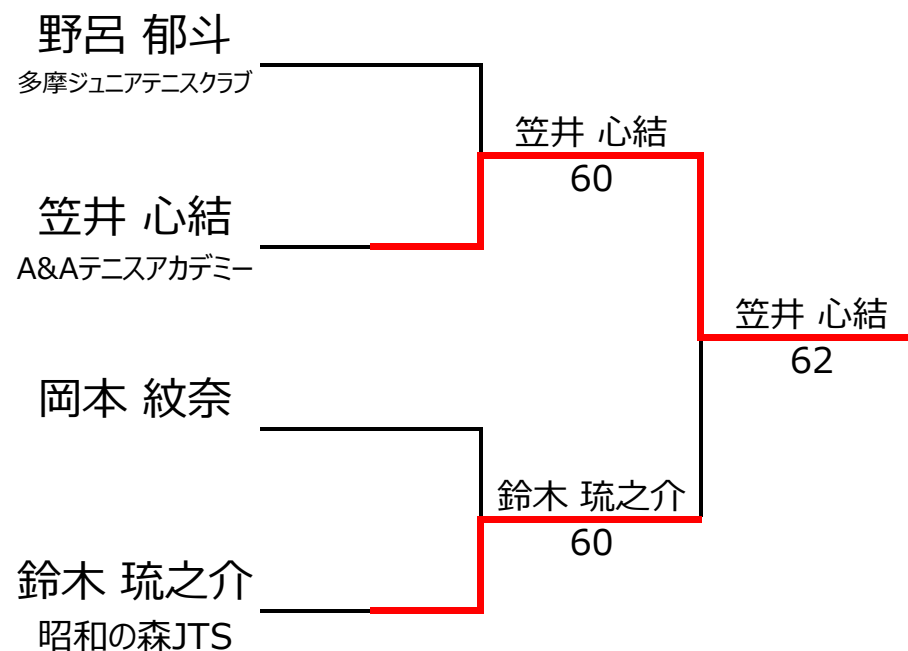 野呂 郁斗
多摩ジュニアテニスクラブ
笠井 心結
60
笠井 心結
A&Aテニスアカデミー
笠井 心結
62
岡本 紋奈
鈴木 琉之介
60
鈴木 琉之介
昭和の森JTS